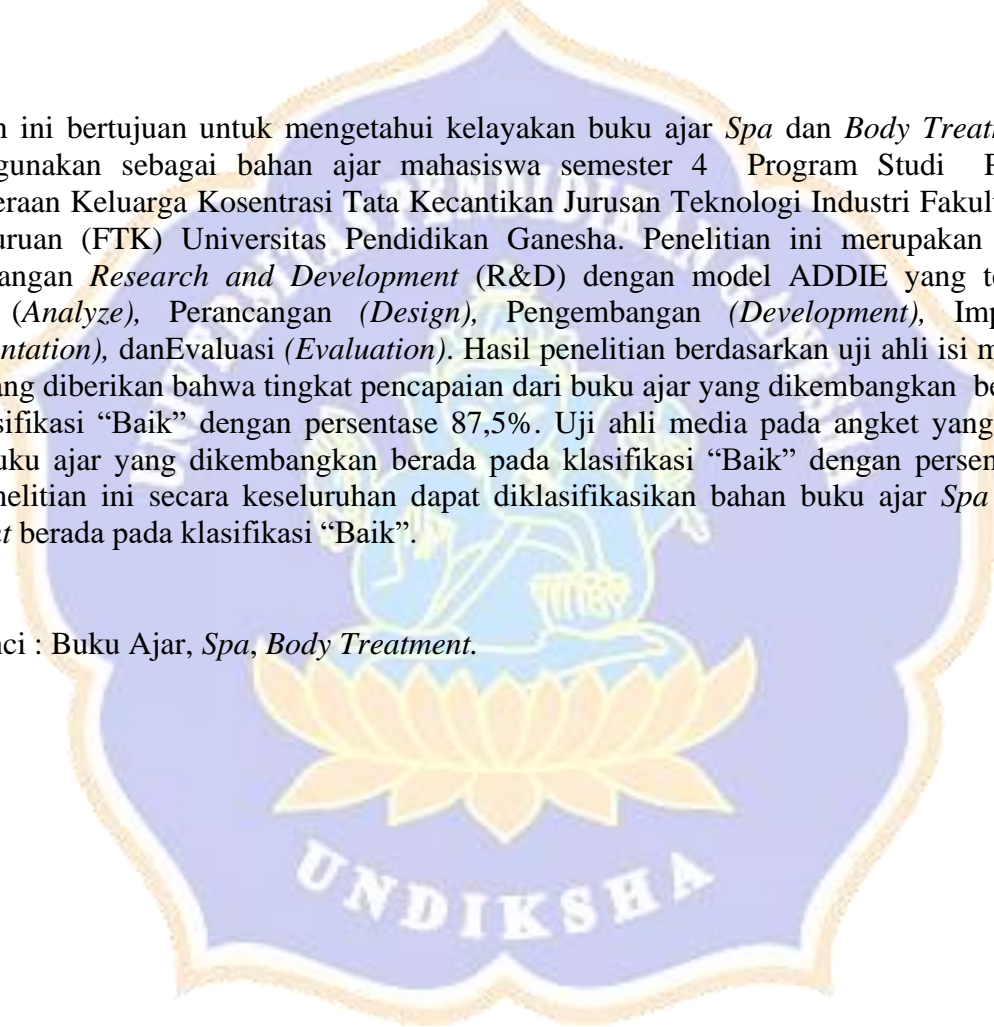 n ini bertujuan untuk mengetahui kelayakan buku ajar Spa dan Body Treatm
gunakan sebagai bahan ajar mahasiswa semester 4 Program Studi P
eraan Keluarga Kosentrasi Tata Kecantikan Jurusan Teknologi Industri Fakult
uruan (FTK) Universitas Pendidikan Ganesha. Penelitian ini merupakan
angan Research and Development (R&D) dengan model ADDIE yang te
(Analyze), Perancangan (Design), Pengembangan (Development), Imp
ntation), danEvaluasi (Evaluation). Hasil penelitian berdasarkan uji ahli isi m
ang diberikan bahwa tingkat pencapaian dari buku ajar yang dikembangkan be
sifikasi “Baik” dengan persentase 87,5%. Uji ahli media pada angket yang
uku ajar yang dikembangkan berada pada klasifikasi “Baik” dengan persen
nelitian ini secara keseluruhan dapat diklasifikasikan bahan buku ajar Spa
nt berada pada klasifikasi “Baik”.
nci : Buku Ajar, Spa, Body Treatment.
UNIVERSITAS PENDIDIKAN GANESHA
UNDIKSHA